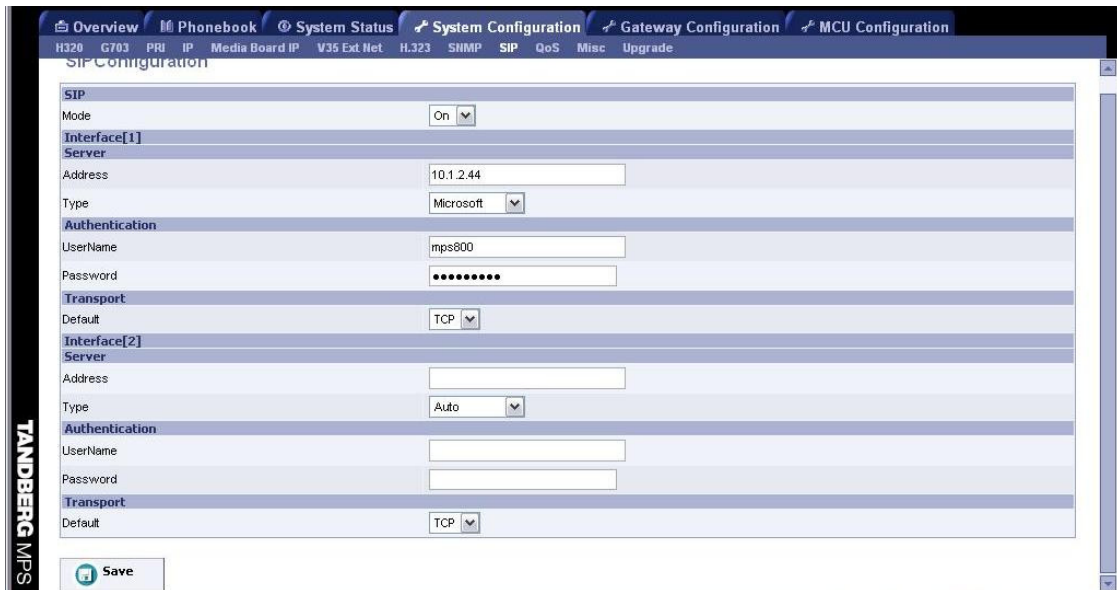 Overview Phonebook System Status System Configuration Gateway Configuration MCU Configuration
H320 G703 PRI IP Media Board IP V35 Ext Net H.323 SNMP SIP QoS Misc Upgrade
SIPConfiguration
SIP
Mode On
Interface[1]
Server
Address 10.1.2.44
Type Microsoft
Authentication
UserName mps800
Password •••••••••
Transport
Default TCP
Interface[2]
Server
Address
Type Auto
Authentication
UserName
Password
Transport
Default TCP
Save
TANDBERG MPS